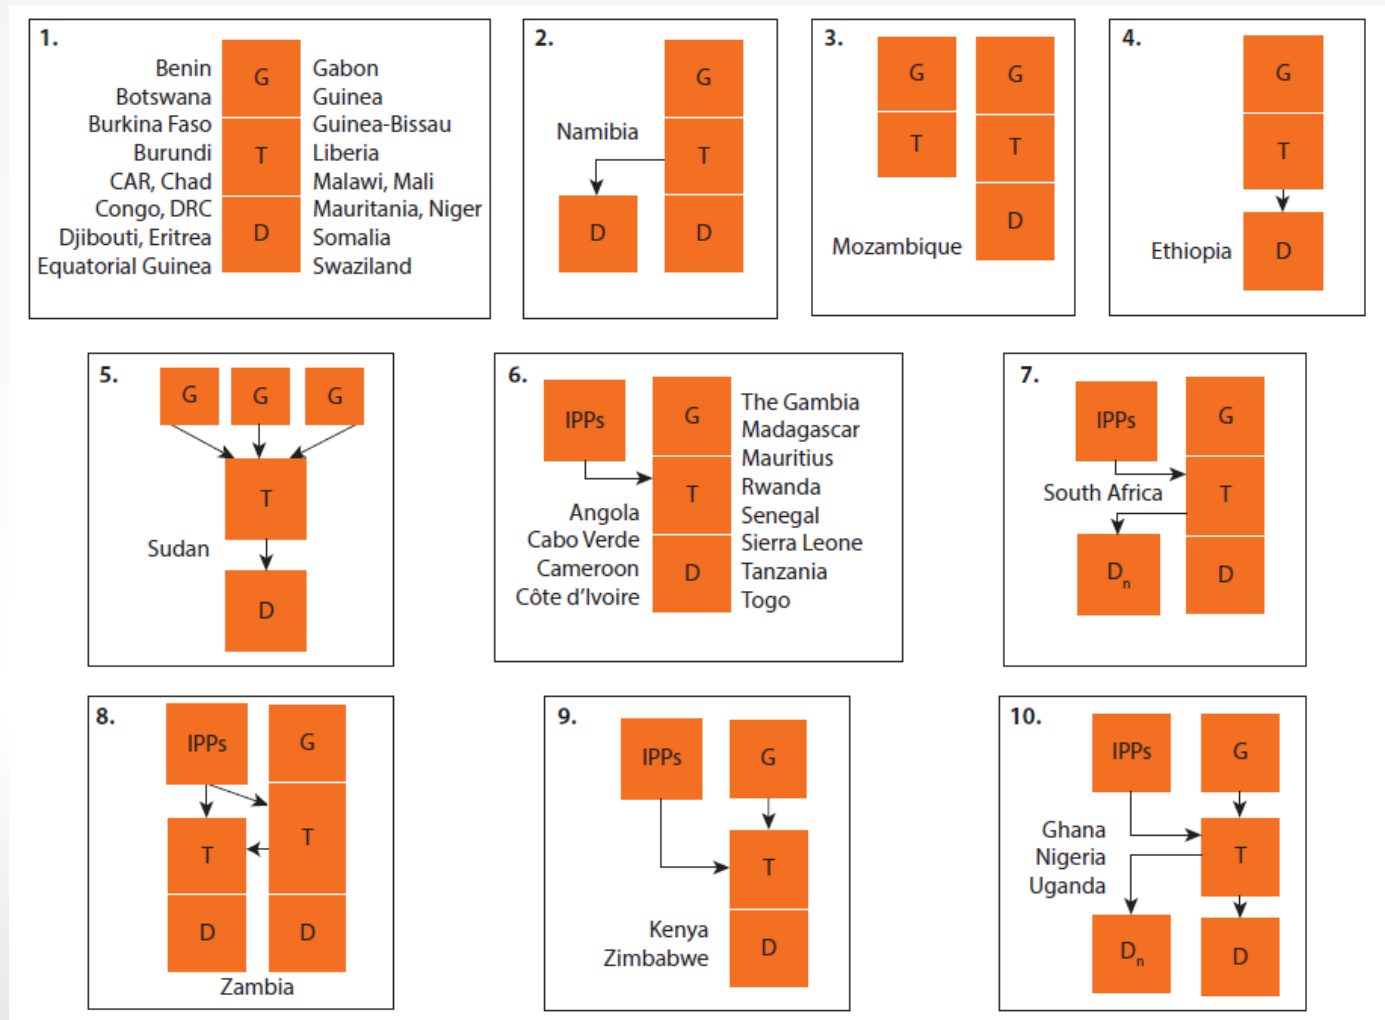 1.
Benin
Botswana
Burkina Faso
Burundi
CAR, Chad
Congo, DRC
Djibouti, Eritrea
Equatorial Guinea
G
T
D
Gabon
Guinea
Guinea-Bissau
Liberia
Malawi, Mali
Mauritania, Niger
Somalia
Swaziland
2.
Namibia
G
T
D
D
3.
G
T
G
T
D
Mozambique
4.
G
T
D
Ethiopia
5.
G
G
G
T
D
Sudan
6.
IPPs
G
T
D
Angola
Cabo Verde
Cameroon
Côte d'Ivoire
The Gambia
Madagascar
Mauritius
Rwanda
Senegal
Sierra Leone
Tanzania
Togo
7.
IPPs
G
South Africa
T
Dn
D
8.
IPPs
G
T
T
D
D
Zambia
9.
IPPs
G
T
D
Kenya
Zimbabwe
10.
IPPs
G
Ghana
Nigeria
Uganda
T
Dn
D